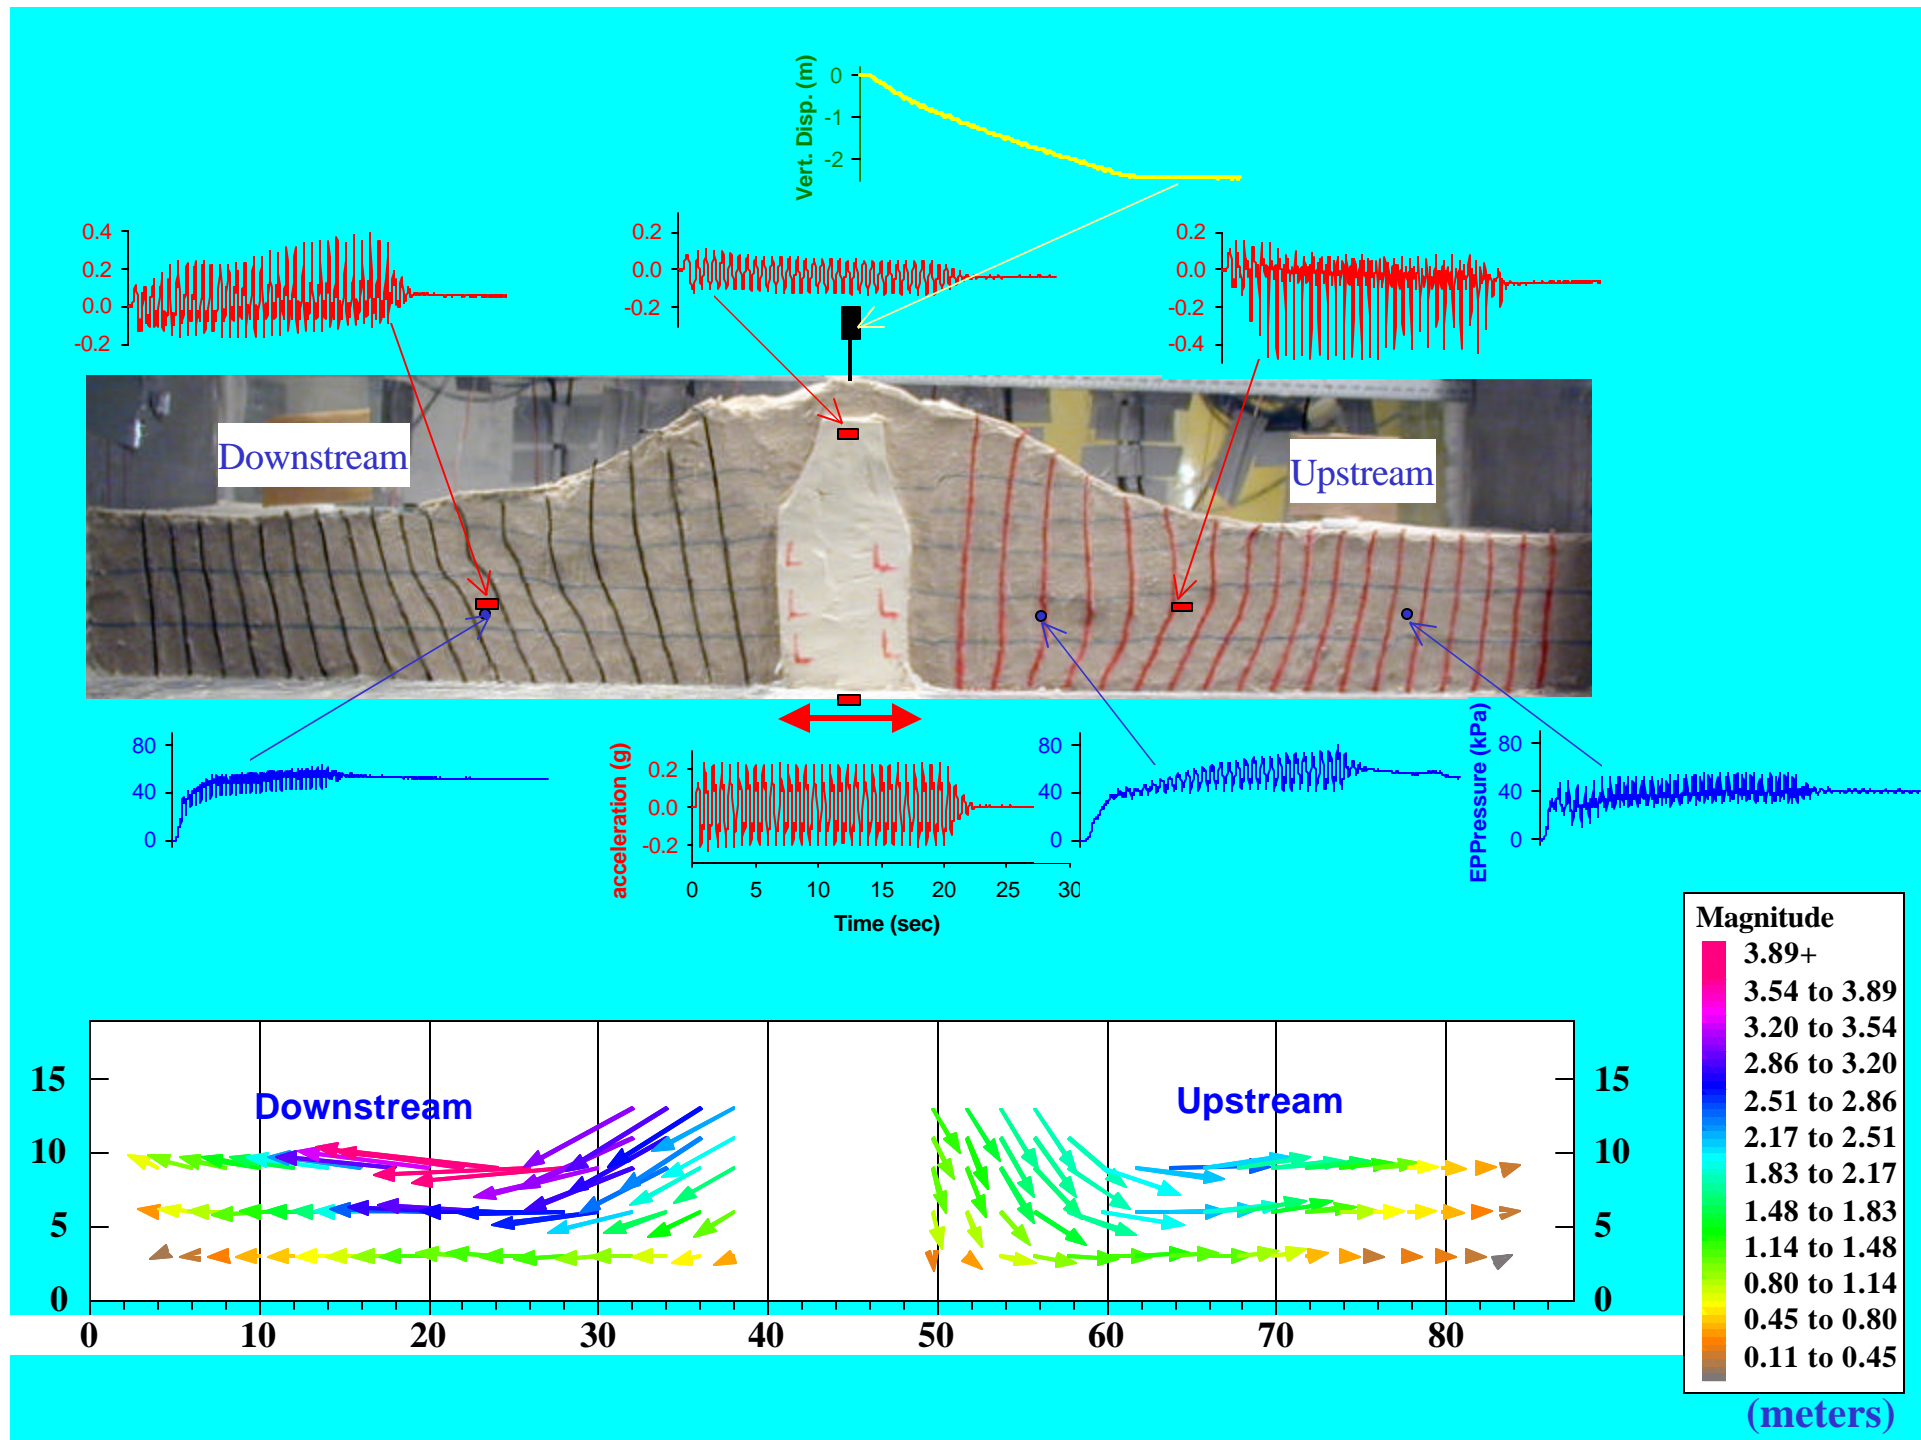 Vert. Disp. (m)
0
-1
-2
0.4
0.2
0.0
-0.2
0.2
0.0
-0.2
0.2
0.0
-0.2
-0.4
Downstream
Upstream
80
40
0
acceleration (g)
0.2
0.0
-0.2
0 5 10 15 20 25 30
Time (sec)
80
40
0
EPPressure (kPa)
80
40
0
Magnitude
3.89+
3.54 to 3.89
3.20 to 3.54
2.86 to 3.20
2.51 to 2.86
2.17 to 2.51
1.83 to 2.17
1.48 to 1.83
1.14 to 1.48
0.80 to 1.14
0.45 to 0.80
0.11 to 0.45
(meters)
Downstream
Upstream
15
10
5
0
15
10
5
0
0 10 20 30 40 50 60 70 80